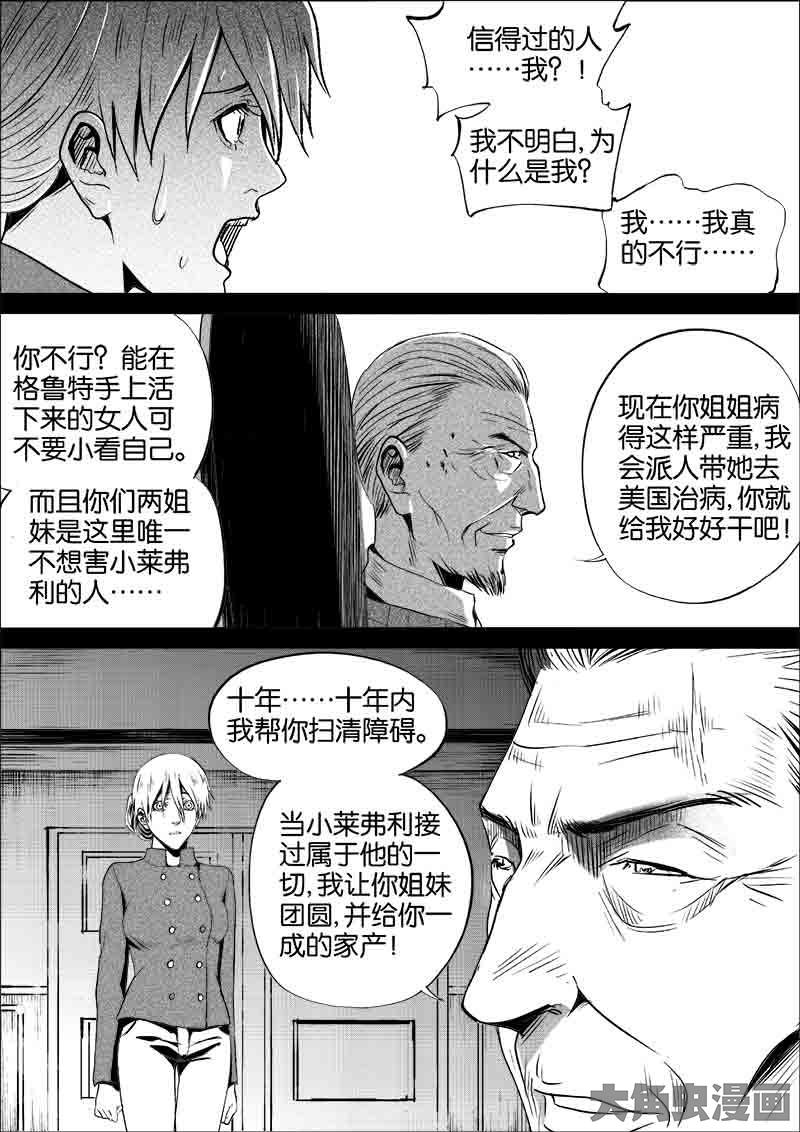 信得过的人
……我?!
我不明白,为
什么是我?
我……我真
的不行……
你不行?能在
格鲁特手上活
下来的女人可
不要小看自己。
而且你们两姐
妹是这里唯一
不想害小莱弗
利的人……
现在你姐姐病
得这样严重,我
会派人带她去
美国治病,你就
给我好好干吧!
十年……十年内
我帮你扫清障碍。
当小莱弗利接
过属于他的一
切,我让你姐妹
团圆,并给你一
成的家产!
大角虫漫画